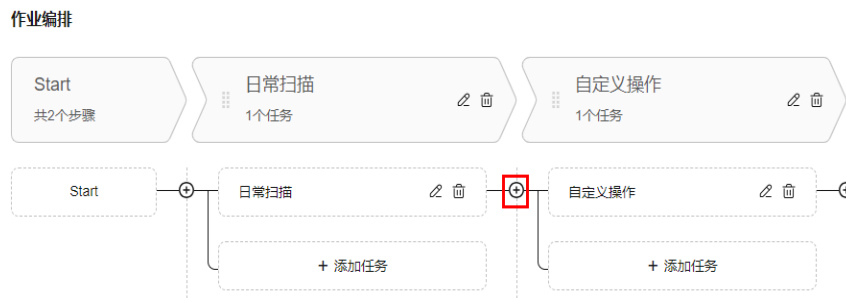 作业编排
Start
共2个步骤
日常扫描
1个任务
自定义操作
1个任务
Start
日常扫描
自定义操作
+ 添加任务
+ 添加任务